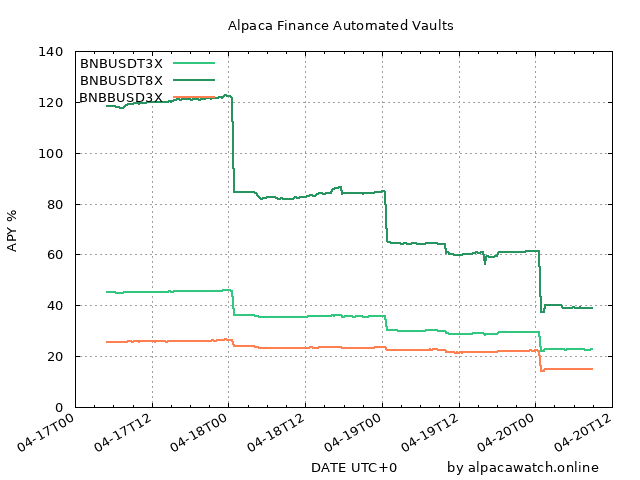 Alpaca Finance Automated Vaults
140
120
100
80
60
40
20
0
APY %
BNBUSDT3X
BNBUSDT8X
BNBBUSD3X
04-17T00
04-17T12
04-18T00
04-18T12
04-19T00
04-19T12
04-20T00
04-20T12
DATE UTC+0
by alpacawatch.online